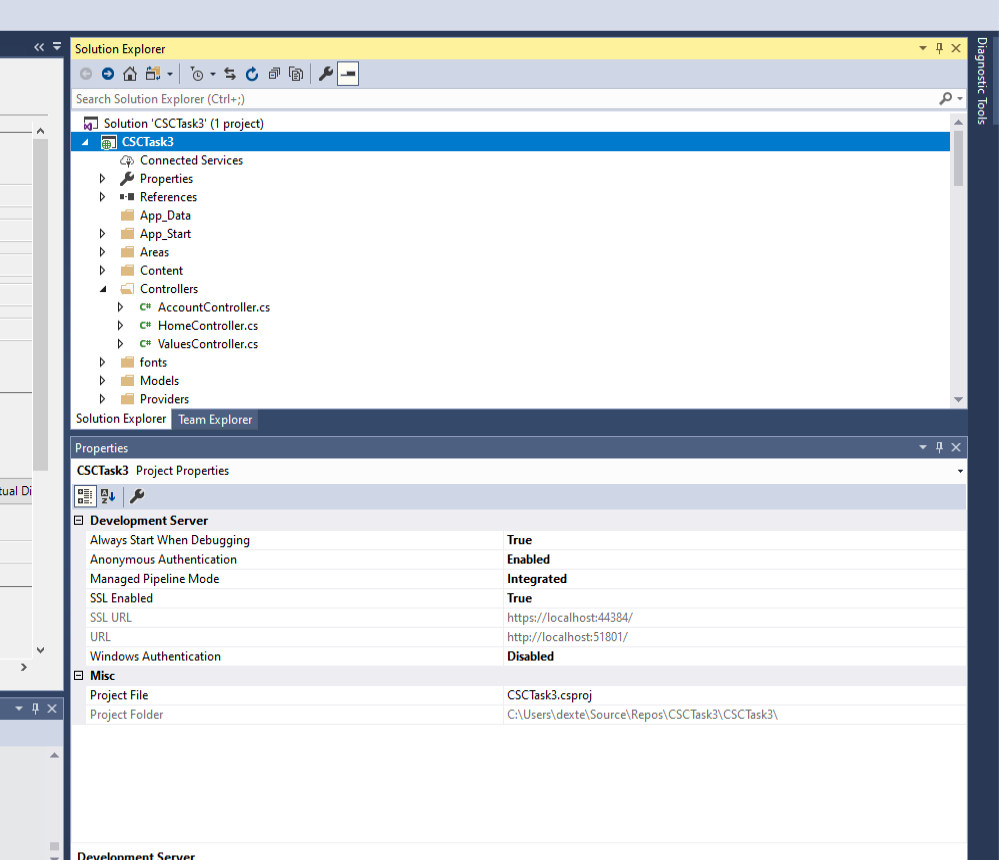 Solution Explorer
Search Solution Explorer (Ctrl+;)
Solution 'CSCTask3' (1 project)
CSCTask3
Connected Services
Properties
References
App_Data
App_Start
Areas
Content
Controllers
C# AccountController.cs
C# HomeController.cs
C# ValuesController.cs
fonts
Models
Providers
Solution Explorer Team Explorer
Diagnostic Tools
tual Di
Properties
CSCTask3 Project Properties
Development Server
Always Start When Debugging True
Anonymous Authentication Enabled
Managed Pipeline Mode Integrated
SSL Enabled True
SSL URL https://localhost:44384/
URL http://localhost:51801/
Windows Authentication Disabled
Misc
Project File CSCTask3.csproj
Project Folder C:\Users\dexte\Source\Repos\CSCTask3\CSCTask3\
Development Server